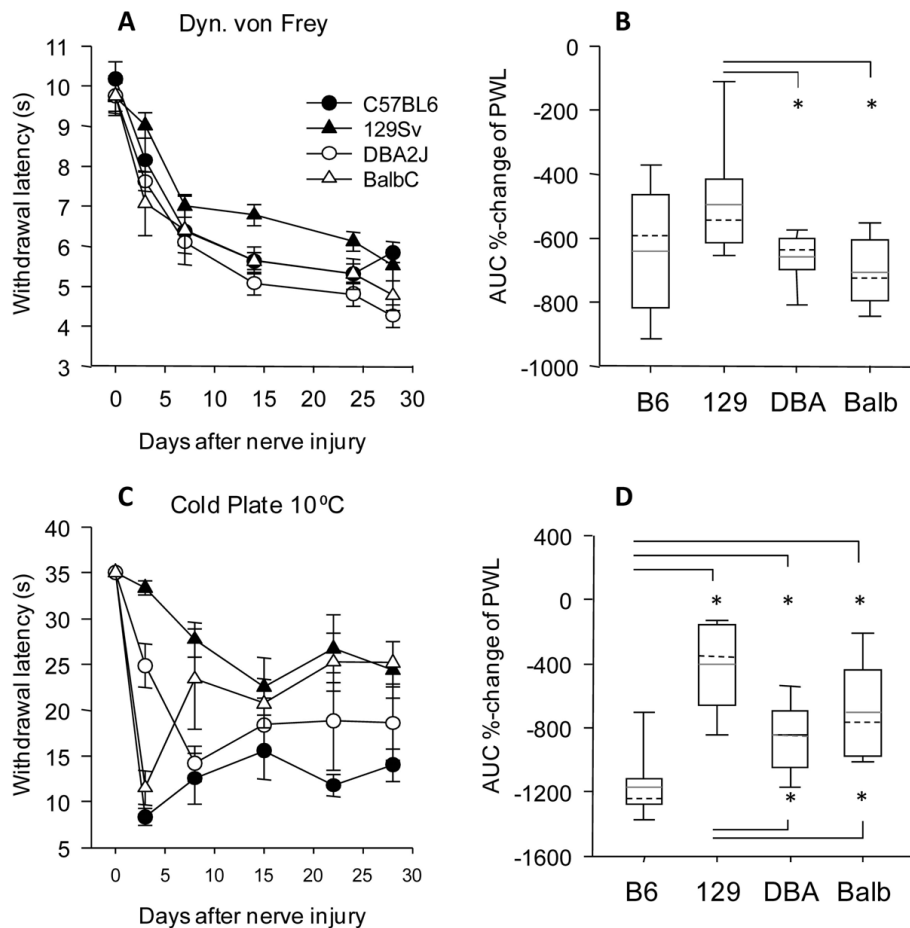 A Dyn. von Frey
Withdrawal latency (s)
11
10
9
8
7
6
5
4
3
C57BL6
129Sv
DBA2J
BalbC
0 5 10 15 20 25 30
Days after nerve injury
B
AUC %-change of PWL
0
-200
-400
-600
-800
-1000
* *
B6 129 DBA Balb
C Cold Plate 10⁰C
Withdrawal latency (s)
40
35
30
25
20
15
10
5
0 5 10 15 20 25 30
Days after nerve injury
D
AUC %-change of PWL
400
0
-400
-800
-1200
-1600
* * *
* *
B6 129 DBA Balb